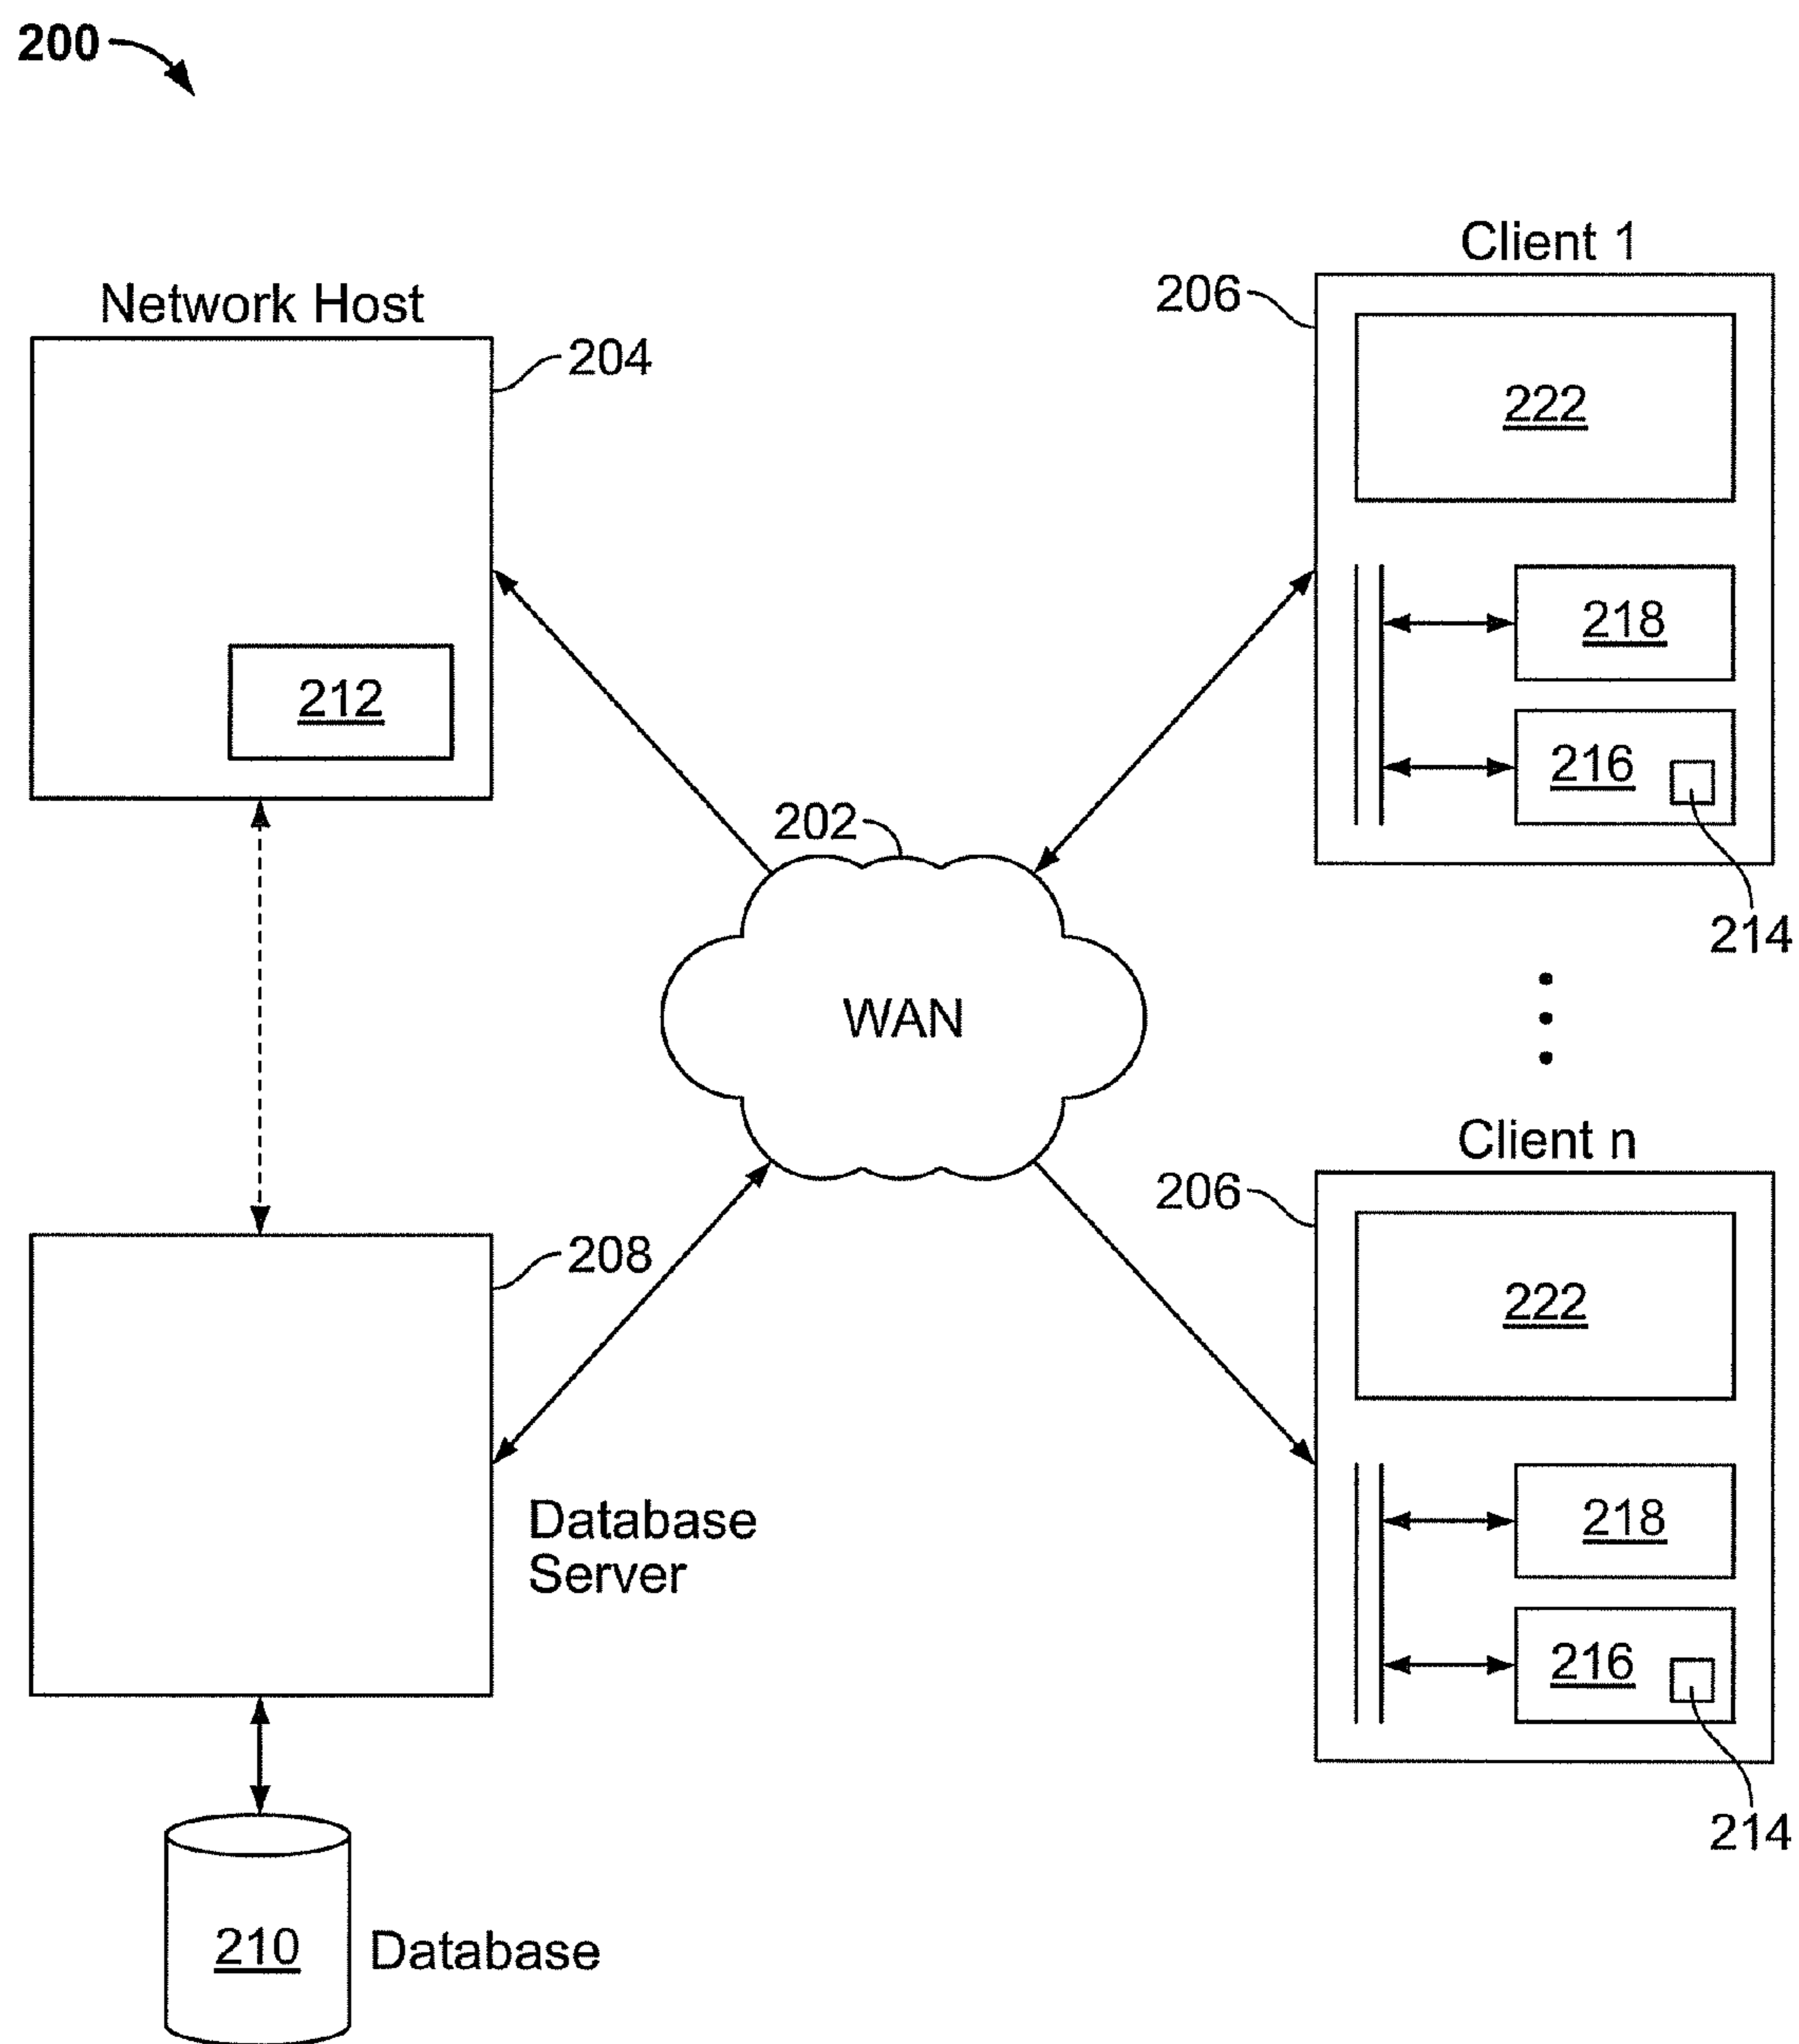 200
Client 1
206
Network Host
204
222
218
212
216
202
214
WAN
Client n
206
208
222
Database
Server
218
216
214
210
Database